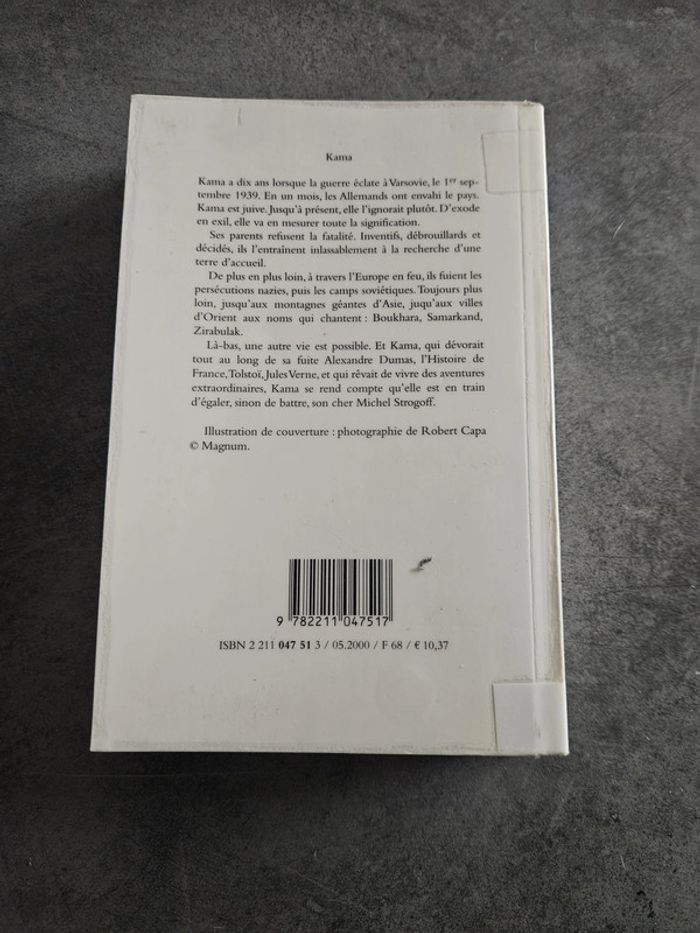 Kama
Kama a dix ans lorsque la guerre éclate à Varsovie, le 1er sep-
tembre 1939. En un mois, les Allemands ont envahi le pays.
Kama est juive. Jusqu'à présent, elle l'ignorait plutôt. D'exode
en exil, elle va en mesurer toute la signification.
Ses parents refusent la fatalité. Inventifs, débrouillards et
décidés, ils l'entraînent inlassablement à la recherche d'une
terre d'accueil.
De plus en plus loin, à travers l'Europe en feu, ils fuient les
persécutions nazies, puis les camps soviétiques. Toujours plus
loin, jusqu'aux montagnes géantes d'Asie, juqu'aux villes
d'Orient aux noms qui chantent : Boukhara, Samarkand,
Zirabulak.
Là-bas, une autre vie est possible. Et Kama, qui dévorait
tout au long de sa fuite Alexandre Dumas, l'Histoire de
France, Tolstoï, Jules Verne, et qui rêvait de vivre des aventures
extraordinaires, Kama se rend compte qu'elle est en train
d'égaler, sinon de battre, son cher Michel Strogoff.
Illustration de couverture : photographie de Robert Capa
© Magnum.
9 782211 047517
ISBN 2 211 047 51 3 / 05.2000 / F 68 / € 10,37